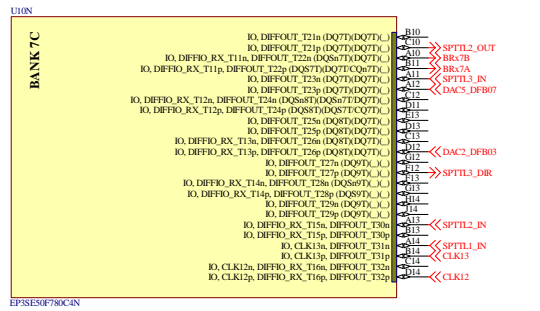 U10N
BANK 7C
IO, DIFFOUT_T21n (DQ7T)(DQ7T)(_) B10
IO, DIFFOUT_T21p (DQ7T)(DQ7T)(_) C10 SPTTL2_OUT
IO, DIFFIO_RX_T11n, DIFFOUT_T22n (DQSn7T)(DQ7T)(_) A10 BRx7B
IO, DIFFIO_RX_T11p, DIFFOUT_T22p (DQS7T)(DQ7T/CQn7T)(_) B11 BRx7A
IO, DIFFOUT_T23n (DQ7T)(DQ7T)(_) A11 SPTTL3_IN
IO, DIFFOUT_T23p (DQ7T)(DQ7T)(_) A12 DAC5_DFB07
IO, DIFFIO_RX_T12n, DIFFOUT_T24n (DQSn8T)(DQSn7T/DQ7T)(_) C12
IO, DIFFIO_RX_T12p, DIFFOUT_T24p (DQS8T)(DQS7T/CQ7T)(_) D11
IO, DIFFOUT_T25n (DQ8T)(DQ7T)(_) E13
IO, DIFFOUT_T25p (DQ8T)(DQ7T)(_) D13
IO, DIFFIO_RX_T13n, DIFFOUT_T26n (DQ8T)(DQ7T)(_) C13
IO, DIFFIO_RX_T13p, DIFFOUT_T26p (DQ8T)(DQ7T)(_) D12 DAC2_DFB03
IO, DIFFOUT_T27n (DQ9T)(_)(_) G12
IO, DIFFOUT_T27p (DQ9T)(_)(_) F12 SPTTL3_DIR
IO, DIFFIO_RX_T14n, DIFFOUT_T28n (DQSn9T)(_)(_) F13
IO, DIFFIO_RX_T14p, DIFFOUT_T28p (DQS9T)(_)(_) G13
IO, DIFFOUT_T29n (DQ9T)(_)(_) H14
IO, DIFFOUT_T29p (DQ9T)(_)(_) J14
IO, DIFFIO_RX_T15n, DIFFOUT_T30n A13 SPTTL2_IN
IO, DIFFIO_RX_T15p, DIFFOUT_T30p B13
IO, CLK13n, DIFFOUT_T31n A14 SPTTL1_IN
IO, CLK13p, DIFFOUT_T31p B14 CLK13
IO, CLK12n, DIFFIO_RX_T16n, DIFFOUT_T32n C14
IO, CLK12p, DIFFIO_RX_T16p, DIFFOUT_T32p D14 CLK12
EP3SE50F780C4N